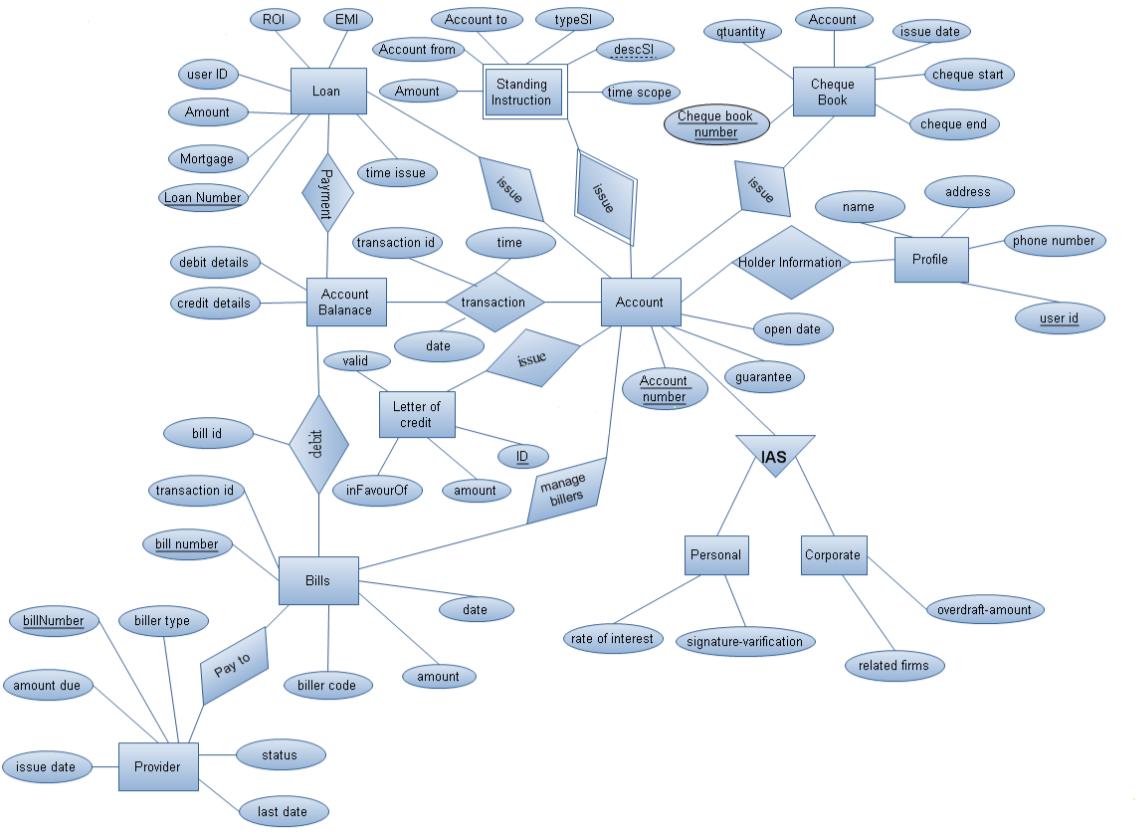 ROI
EMI
Account to
typeSI
Account
qtuantity
issue date
Account from
descSI
user ID
Loan
Standing
Instruction
Cheque
Book
cheque start
Amount
Amount
time scope
Cheque book
number
cheque end
Mortgage
time issue
Loan Number
Payment
issue
issue
issue
name
address
transaction id
time
phone number
debit details
Holder Information
Profile
credit details
Account
Balanace
transaction
Account
user id
open date
date
valid
issue
Account
number
guarantee
Letter of
credit
bill id
debit
ID
IAS
transaction id
inFavourOf
amount
manage
billers
bill number
Personal
Corporate
Bills
date
overdraft-amount
billNumber
biller type
rate of interest
signature-varification
Pay to
related firms
amount due
biller code
amount
issue date
Provider
status
last date